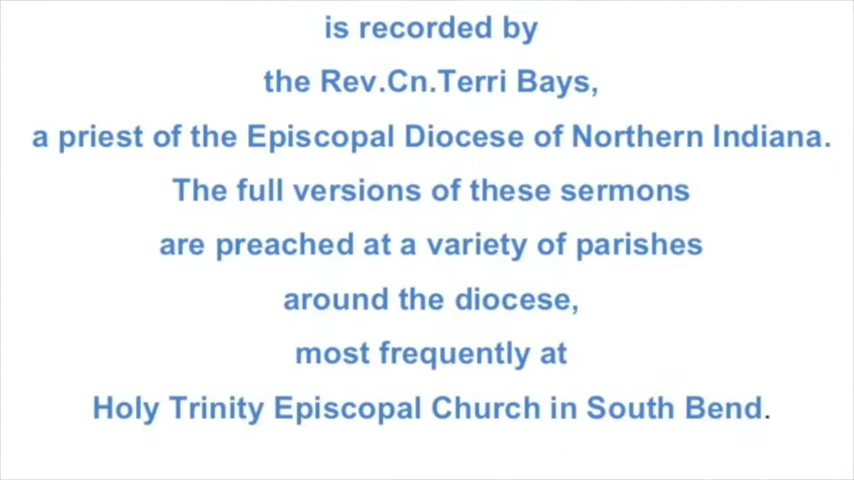 is recorded by
the Rev.Cn.Terri Bays,
a priest of the Episcopal Diocese of Northern Indiana.
The full versions of these sermons
are preached at a variety of parishes
around the diocese,
most frequently at
Holy Trinity Episcopal Church in South Bend.